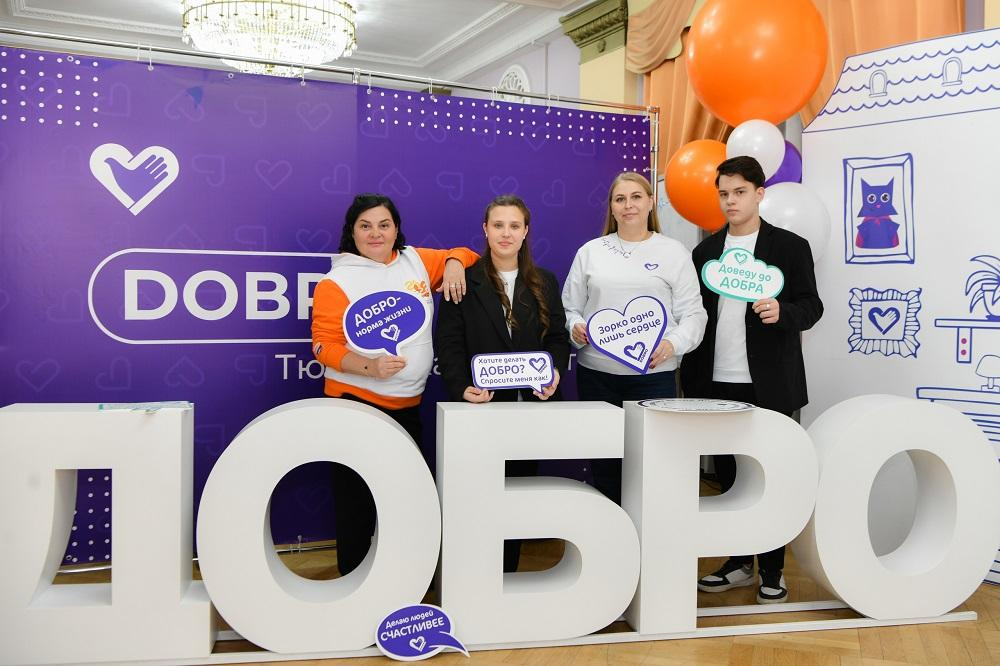 DOBP
Тю
ДОБРО-
норма жизни
Хотите делать
ДОБРО?
Спросите меня как!
Зорко одно
лишь сердце
Доведу до
ДОБРА
ДОБРО
Делаю людей
СЧАСТЛИВЕЕ